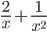 2/x + 1/x²